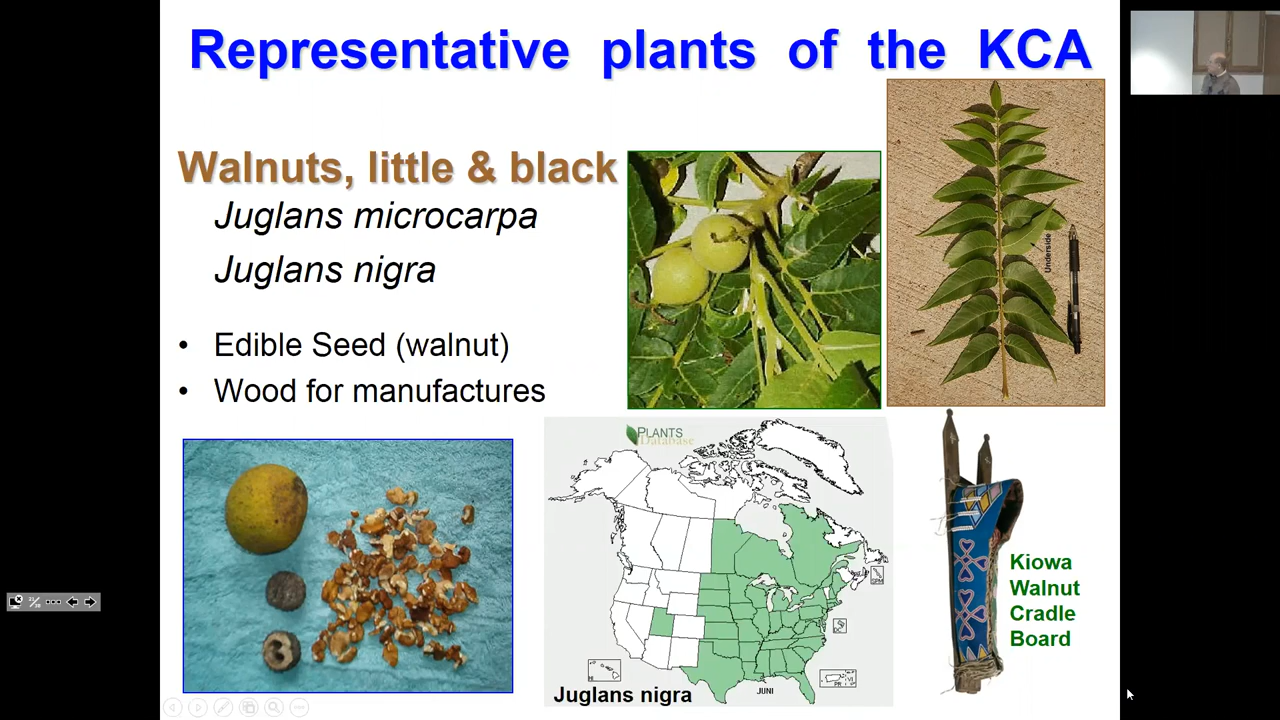 Representative plants of the KCA
Walnuts, little & black
Juglans microcarpa
Juglans nigra
• Edible Seed (walnut)
• Wood for manufactures
Underside
PLANTS
Database
Kiowa
Walnut
Cradle
Board
Juglans nigra
JUNI